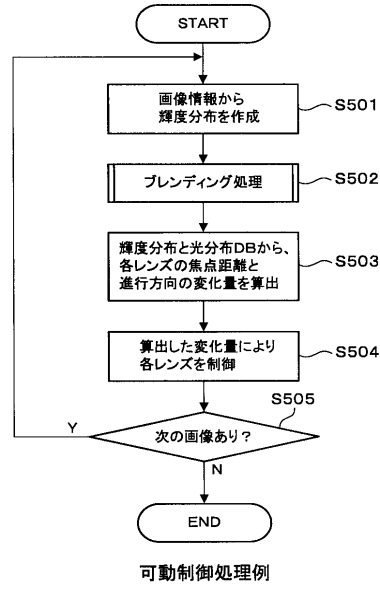 START
画像情報から
輝度分布を作成
S501
ブレンディング処理
S502
輝度分布と光分布DBから、
各レンズの焦点距離と
進行方向の変化量を算出
S503
算出した変化量により
各レンズを制御
S504
S505
次の画像あり？
Y
N
END
可動制御処理例